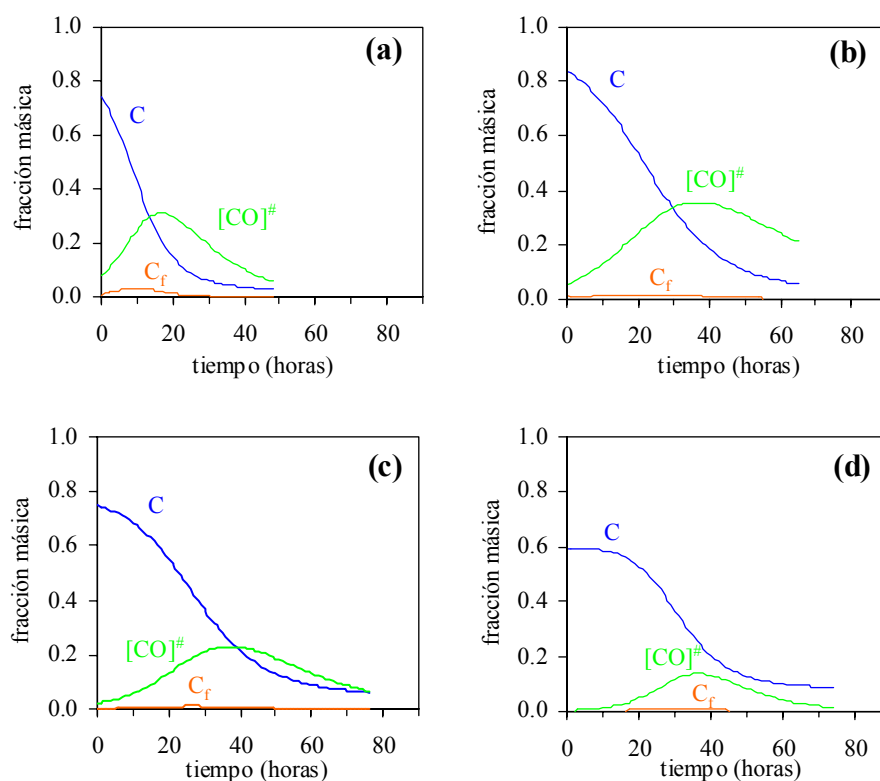 (a)
1.0
0.8
0.6
0.4
0.2
0.0
fracción másica
C
[CO]#
Cf
0 20 40 60 80
tiempo (horas)
(b)
1.0
0.8
0.6
0.4
0.2
0.0
fracción másica
C
[CO]#
Cf
0 20 40 60 80
tiempo (horas)
(c)
1.0
0.8
0.6
0.4
0.2
0.0
fracción másica
C
[CO]#
Cf
0 20 40 60 80
tiempo (horas)
(d)
1.0
0.8
0.6
0.4
0.2
0.0
fracción másica
C
[CO]#
Cf
0 20 40 60 80
tiempo (horas)